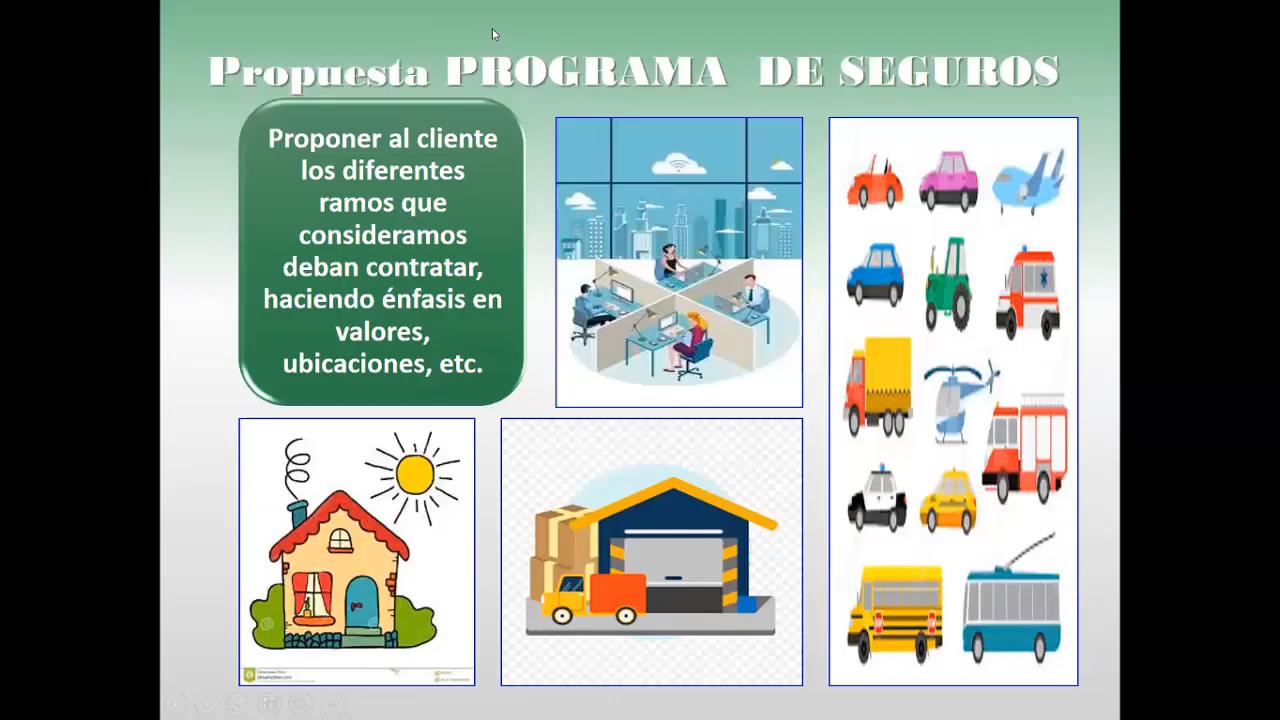 Propuesta PROGRAMA DE SEGUROS
Proponer al cliente
los diferentes
ramos que
consideramos
deban contratar,
haciendo énfasis en
valores,
ubicaciones, etc.